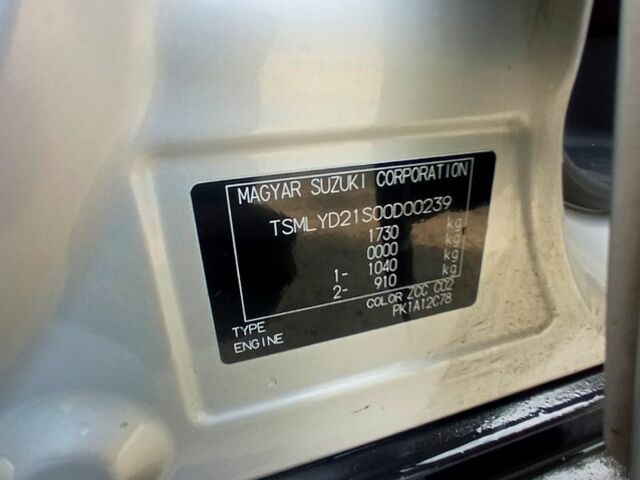 MAGYAR SUZUKI CORPORATION
TSMLYD21S00D00239
1730 kg
0000 kg
1- 1040 kg
2- 910 kg
COLOR ZCC C02
TYPE PK1A12C78
ENGINE